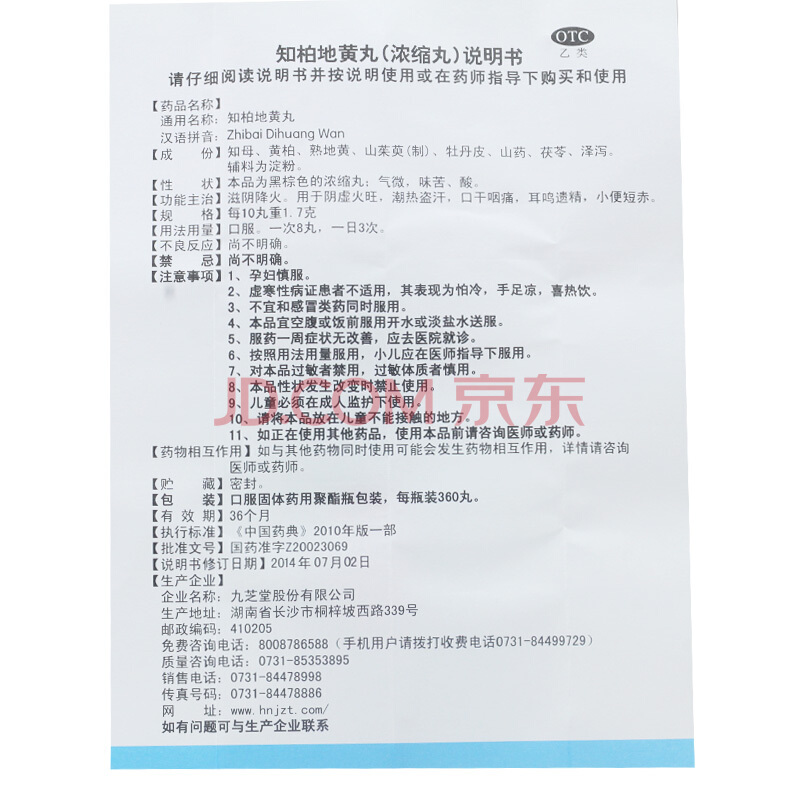 OTC
乙类
知柏地黄丸(浓缩丸)说明书
请仔细阅读说明书并按说明使用或在药师指导下购买和使用
【药品名称】
通用名称：知柏地黄丸
汉语拼音：Zhibai Dihuang Wan
【成　份】知母、黄柏、熟地黄、山茱萸(制)、牡丹皮、山药、茯苓、泽泻。
辅料为淀粉。
【性　状】本品为黑棕色的浓缩丸；气微，味苦、酸。
【功能主治】滋阴降火。用于阴虚火旺，潮热盗汗，口干咽痛，耳鸣遗精，小便短赤。
【规　格】每10丸重1.7克
【用法用量】口服。一次8丸，一日3次。
【不良反应】尚不明确。
【禁　忌】尚不明确。
【注意事项】1、孕妇慎服。
2、虚寒性病证患者不适用，其表现为怕冷，手足凉，喜热饮。
3、不宜和感冒类药同时服用。
4、本品宜空腹或饭前服用开水或淡盐水送服。
5、服药一周症状无改善，应去医院就诊。
6、按照用法用量服用，小儿应在医师指导下服用。
7、对本品过敏者禁用，过敏体质者慎用。
8、本品性状发生改变时禁止使用。
9、儿童必须在成人监护下使用。
10、请将本品放在儿童不能接触的地方。
11、如正在使用其他药品，使用本品前请咨询医师或药师。
JD.COM 京东
【药物相互作用】如与其他药物同时使用可能会发生药物相互作用，详情请咨询
医师或药师。
【贮　藏】密封。
【包　装】口服固体药用聚酯瓶包装，每瓶装360丸。
【有 效 期】36个月
【执行标准】《中国药典》2010年版一部
【批准文号】国药准字Z20023069
【说明书修订日期】2014年07月02日
【生产企业】
企业名称：九芝堂股份有限公司
生产地址：湖南省长沙市桐梓坡西路339号
邮政编码：410205
免费咨询电话：8008786588（手机用户请拨打收费电话0731-84499729）
质量咨询电话：0731-85353895
销售电话：0731-84478998
传真号码：0731-84478886
网　址：www.hnjzt.com/
如有问题可与生产企业联系